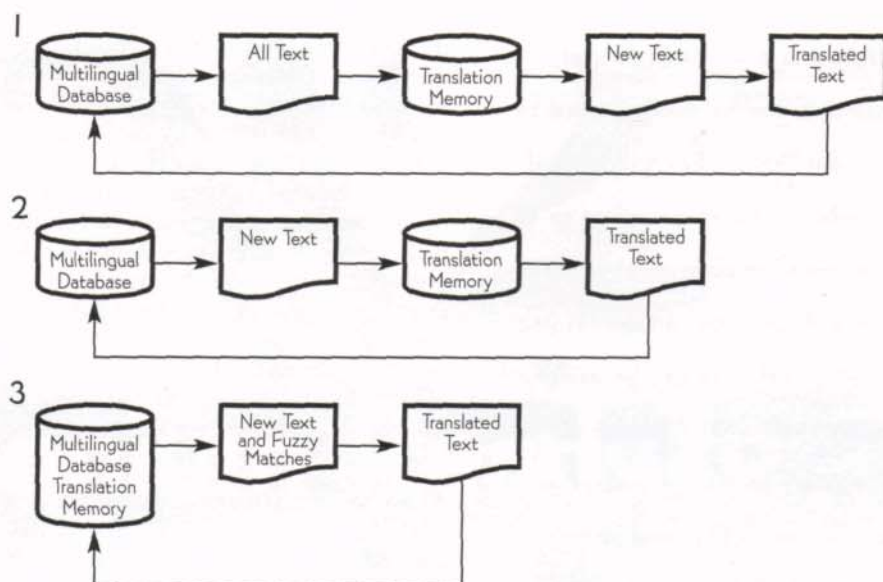 1
Multilingual
Database
All Text
Translation
Memory
New Text
Translated
Text
2
Multilingual
Database
New Text
Translation
Memory
Translated
Text
3
Multilingual
Database
Translation
Memory
New Text
and Fuzzy
Matches
Translated
Text